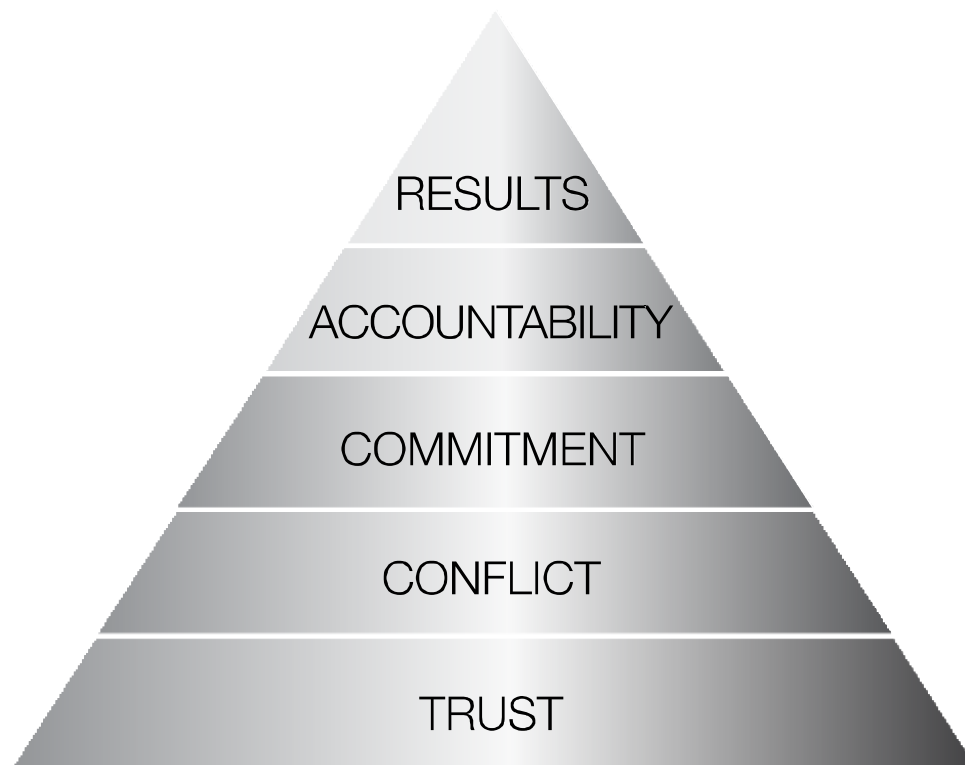 RESULTS
ACCOUNTABILITY
COMMITMENT
CONFLICT
TRUST